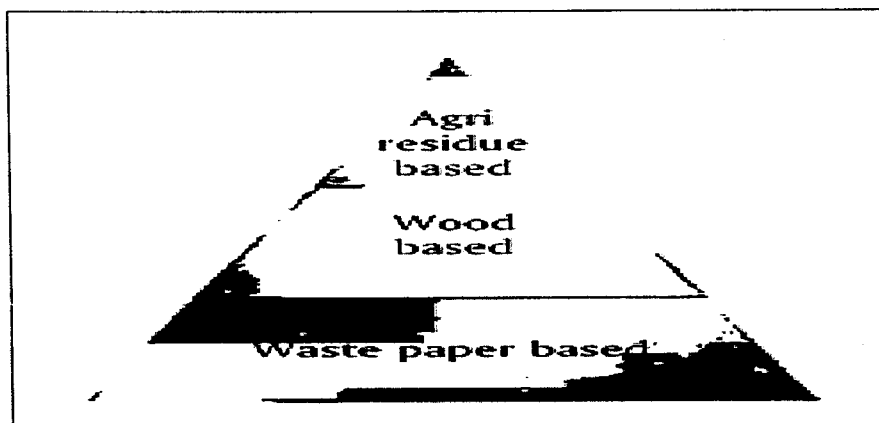 Agri
residue
based
Wood
based
Waste paper based